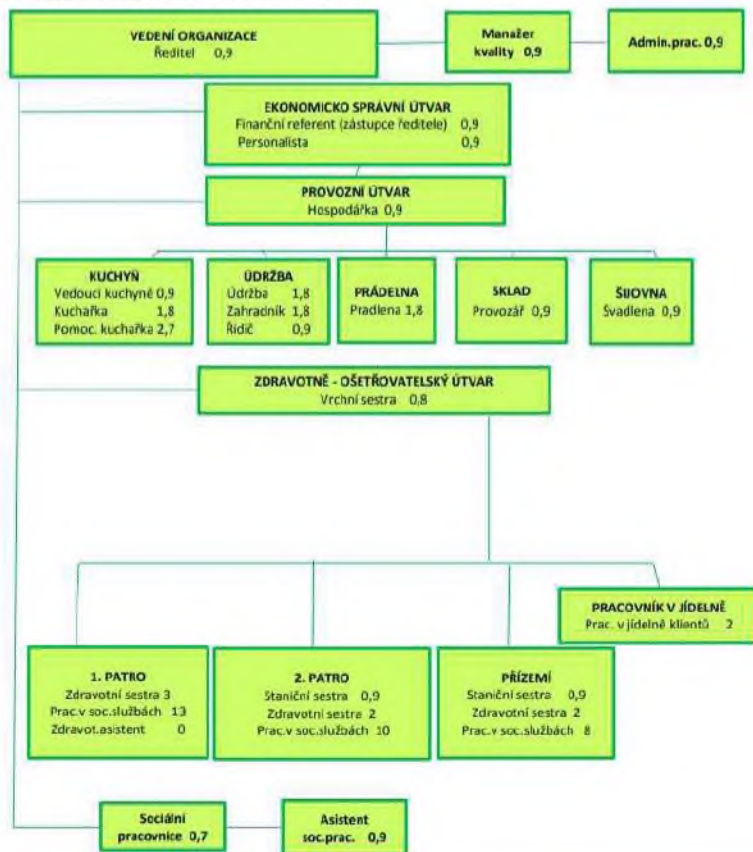 VEDENÍ ORGANIZACE
Ředitel 0,9
Manažer
kvality 0,9
Admin.prac. 0,9
EKONOMICKO SPRÁVNÍ ÚTVAR
Finanční referent (zástupce ředitele) 0,9
Personalista 0,9
PROVOZNÍ ÚTVAR
Hospodářka 0,9
KUCHYŇ
Vedoucí kuchyně 0,9
Kuchařka 1,8
Pomoc. kuchařka 2,7
ÚDRŽBA
Údržba 1,8
Zahradník 1,8
Řidič 0,9
PRÁDELNA
Pradlena 1,8
SKLAD
Provozář 0,9
ŠIJOVNA
Švadlena 0,9
ZDRAVOTNĚ - OŠETŘOVATELSKÝ ÚTVAR
Vrchní sestra 0,8
PRACOVNÍK V JÍDELNĚ
Prac. v jídelně klientů 2
1. PATRO
Zdravotní sestra 3
Prac.v soc.službách 13
Zdravot.asistent 0
2. PATRO
Staniční sestra 0,9
Zdravotní sestra 2
Prac.v soc.službách 10
PŘÍZEMÍ
Staniční sestra 0,9
Zdravotní sestra 2
Prac.v soc.službách 8
Sociální
pracovnice 0,7
Asistent
soc.prac. 0,9